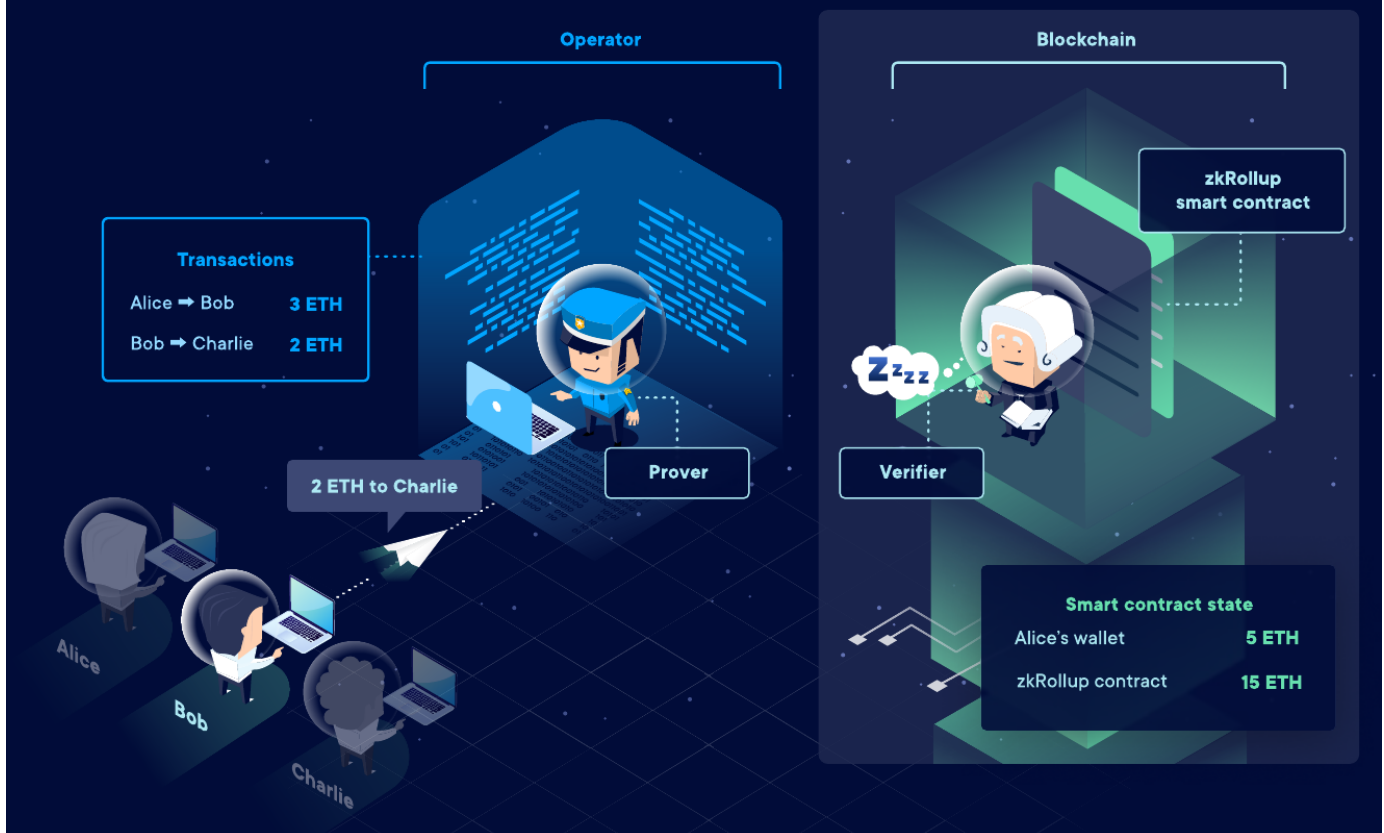 Operator
Blockchain
zkRollup
smart contract
Transactions
Alice ➡ Bob 3 ETH
Bob ➡ Charlie 2 ETH
Zzzz
Prover
Verifier
2 ETH to Charlie
Smart contract state
Alice's wallet 5 ETH
zkRollup contract 15 ETH
Alice
Bob
Charlie